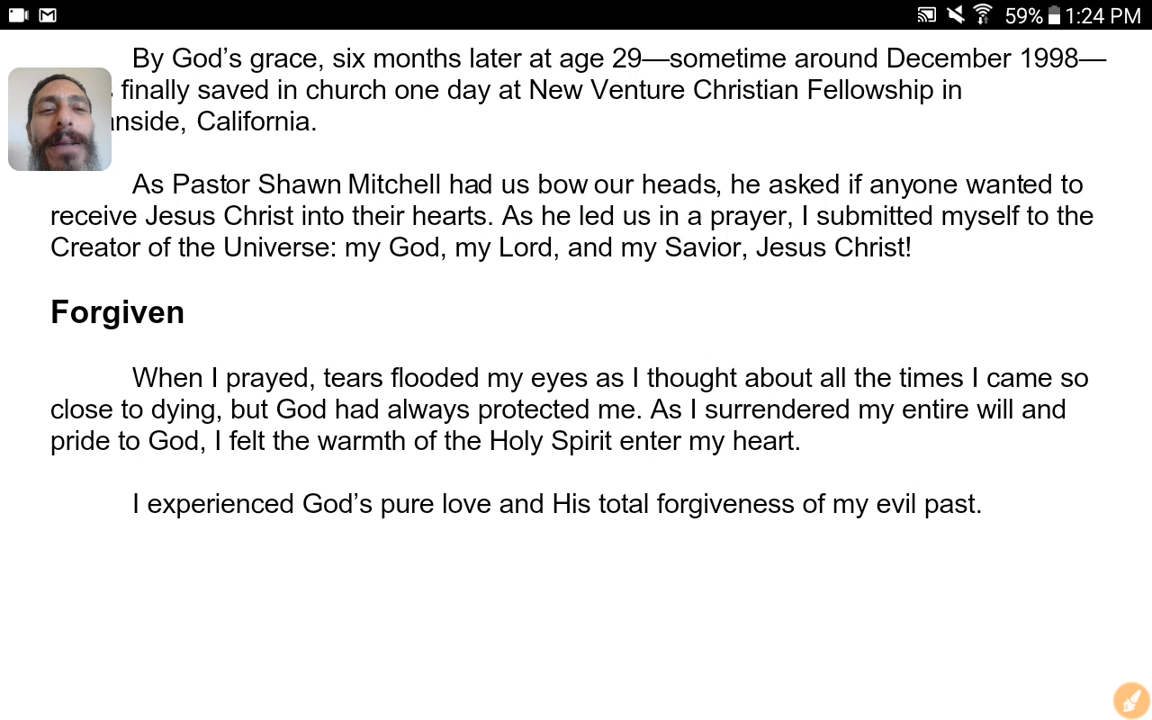 59% 1:24 PM
By God’s grace, six months later at age 29—sometime around December 1998—
finally saved in church one day at New Venture Christian Fellowship in
anside, California.
As Pastor Shawn Mitchell had us bow our heads, he asked if anyone wanted to
receive Jesus Christ into their hearts. As he led us in a prayer, I submitted myself to the
Creator of the Universe: my God, my Lord, and my Savior, Jesus Christ!
Forgiven
When I prayed, tears flooded my eyes as I thought about all the times I came so
close to dying, but God had always protected me. As I surrendered my entire will and
pride to God, I felt the warmth of the Holy Spirit enter my heart.
I experienced God’s pure love and His total forgiveness of my evil past.